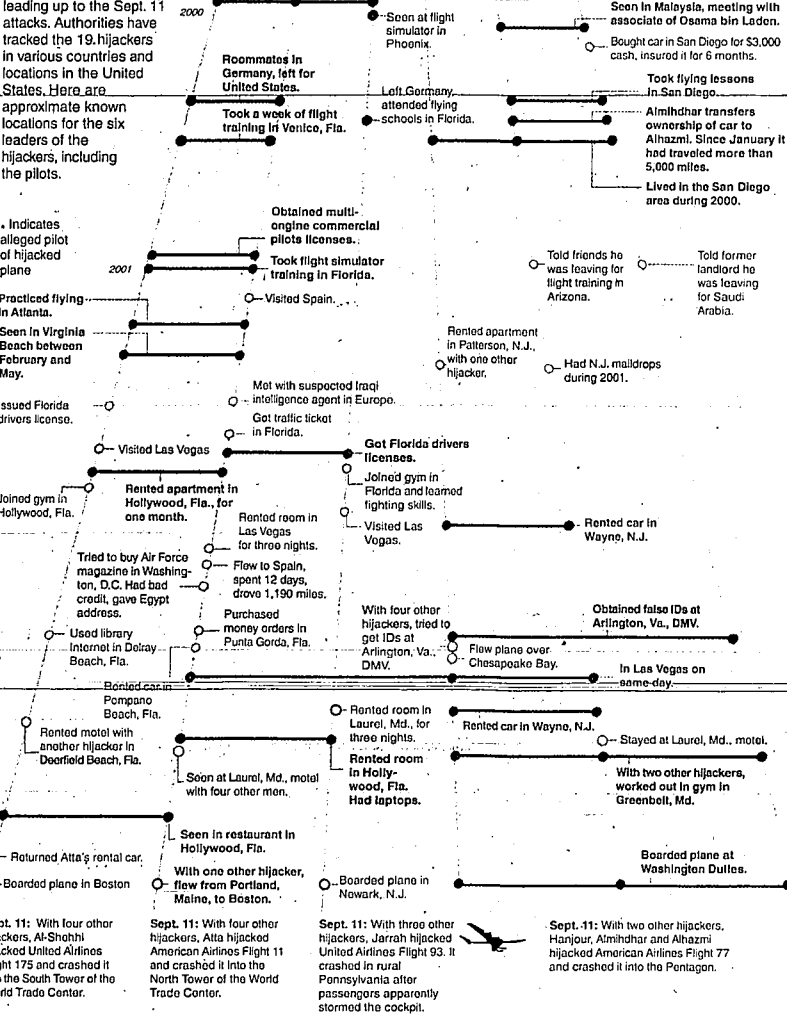 leading up to the Sept. 11
attacks. Authorities have
tracked the 19 hijackers
in various countries and
locations in the United
States. Here are
approximate known
locations for the six
leaders of the
hijackers, including
the pilots.
. Indicates
alleged pilot
of hijacked
plane
2000
Seen at flight
simulator in
Phoenix.
Seen in Malaysia, meeting with
associate of Osama bin Laden.
Bought car in San Diego for $3,000
cash, insured it for 6 months.
Roommates in
Germany, left for
United States.
Took a week of flight
training in Venice, Fla.
Left Germany,
attended flying
schools in Florida.
Took flying lessons
in San Diego.
Almihdhar transfers
ownership of car to
Alhazmi. Since January it
had traveled more than
5,000 miles.
Lived in the San Diego
area during 2000.
Obtained multi-
engine commercial
pilots licenses.
2001
Took flight simulator
training in Florida.
Told friends he
was leaving for
flight training in
Arizona.
Told former
landlord he
was leaving
for Saudi
Arabia.
Practiced flying
in Atlanta.
Visited Spain.
Seen in Virginia
Beach between
February and
May.
Rented apartment
in Patterson, N.J.,
with one other
hijacker.
Had N.J. maildrops
during 2001.
ssued Florida
drivers license.
Met with suspected Iraqi
intelligence agent in Europe.
Got traffic ticket
in Florida.
Visited Las Vegas
Got Florida drivers
licenses.
Joined gym in
Hollywood, Fla.
Rented apartment in
Hollywood, Fla., for
one month.
Joined gym in
Florida and learned
fighting skills.
Visited Las
Vegas.
Rented car in
Wayne, N.J.
Rented room in
Las Vegas
for three nights.
Tried to buy Air Force
magazine in Washing-
ton, D.C. Had bad
credit, gave Egypt
address.
Flew to Spain,
spent 12 days,
drove 1,190 miles.
Used library
Internet in Delray
Beach, Fla.
Purchased
money orders in
Punta Gorda, Fla.
With four other
hijackers, tried to
get IDs at
Arlington, Va.,
DMV.
Obtained false IDs at
Arlington, Va., DMV.
Flew plane over
Chesapeake Bay.
Rented car in
Pompano
Beach, Fla.
In Las Vegas on
same day.
Rented motel with
another hijacker in
Deerfield Beach, Fla.
Rented room in
Laurel, Md., for
three nights.
Rented car in Wayne, N.J.
Stayed at Laurel, Md., motel.
Seen at Laurel, Md., motel
with four other men.
Rented room
in Holly-
wood, Fla.
Had laptops.
With two other hijackers,
worked out in gym in
Greenbelt, Md.
Seen in restaurant in
Hollywood, Fla.
Returned Atta's rental car.
Boarded plane in Boston
With one other hijacker,
flew from Portland,
Maine, to Boston.
Boarded plane in
Newark, N.J.
Boarded plane at
Washington Dulles.
pt. 11: With four other
ckers, Al-Shehhi
cked United Airlines
ht 175 and crashed it
the South Tower of the
rld Trade Center.
Sept. 11: With four other
hijackers, Atta hijacked
American Airlines Flight 11
and crashed it into the
North Tower of the World
Trade Center.
Sept. 11: With three other
hijackers, Jarrah hijacked
United Airlines Flight 93. It
crashed in rural
Pennsylvania after
passengers apparently
stormed the cockpit.
Sept. 11: With two other hijackers,
Hanjour, Almihdhar and Alhazmi
hijacked American Airlines Flight 77
and crashed it into the Pentagon.